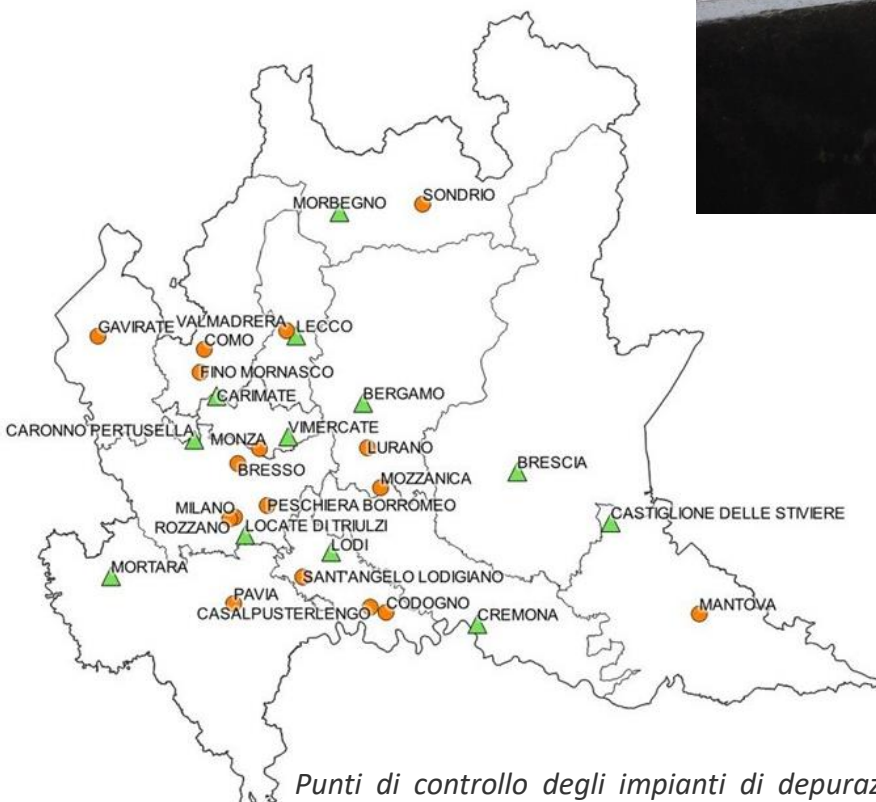 MORBEGNO
SONDRIO
GAVIRATE
VALMADRERA
LECCO
COMO
FINO MORNASCO
CARIMATE
BERGAMO
CARONNO PERTUSELLA
MONZA
VIMERCATE
LURANO
BRESSO
BRESCIA
MOZZANICA
MILANO
PESCHIERA BORROMEO
CASTIGLIONE DELLE STIVIERE
ROZZANO
LOCATE DI TRIULZI
LODI
MORTARA
SANT'ANGELO LODIGIANO
PAVIA
CASALPUSTERLENGO
CODOGNO
CREMONA
MANTOVA
Punti di controllo degli impianti di depuraz